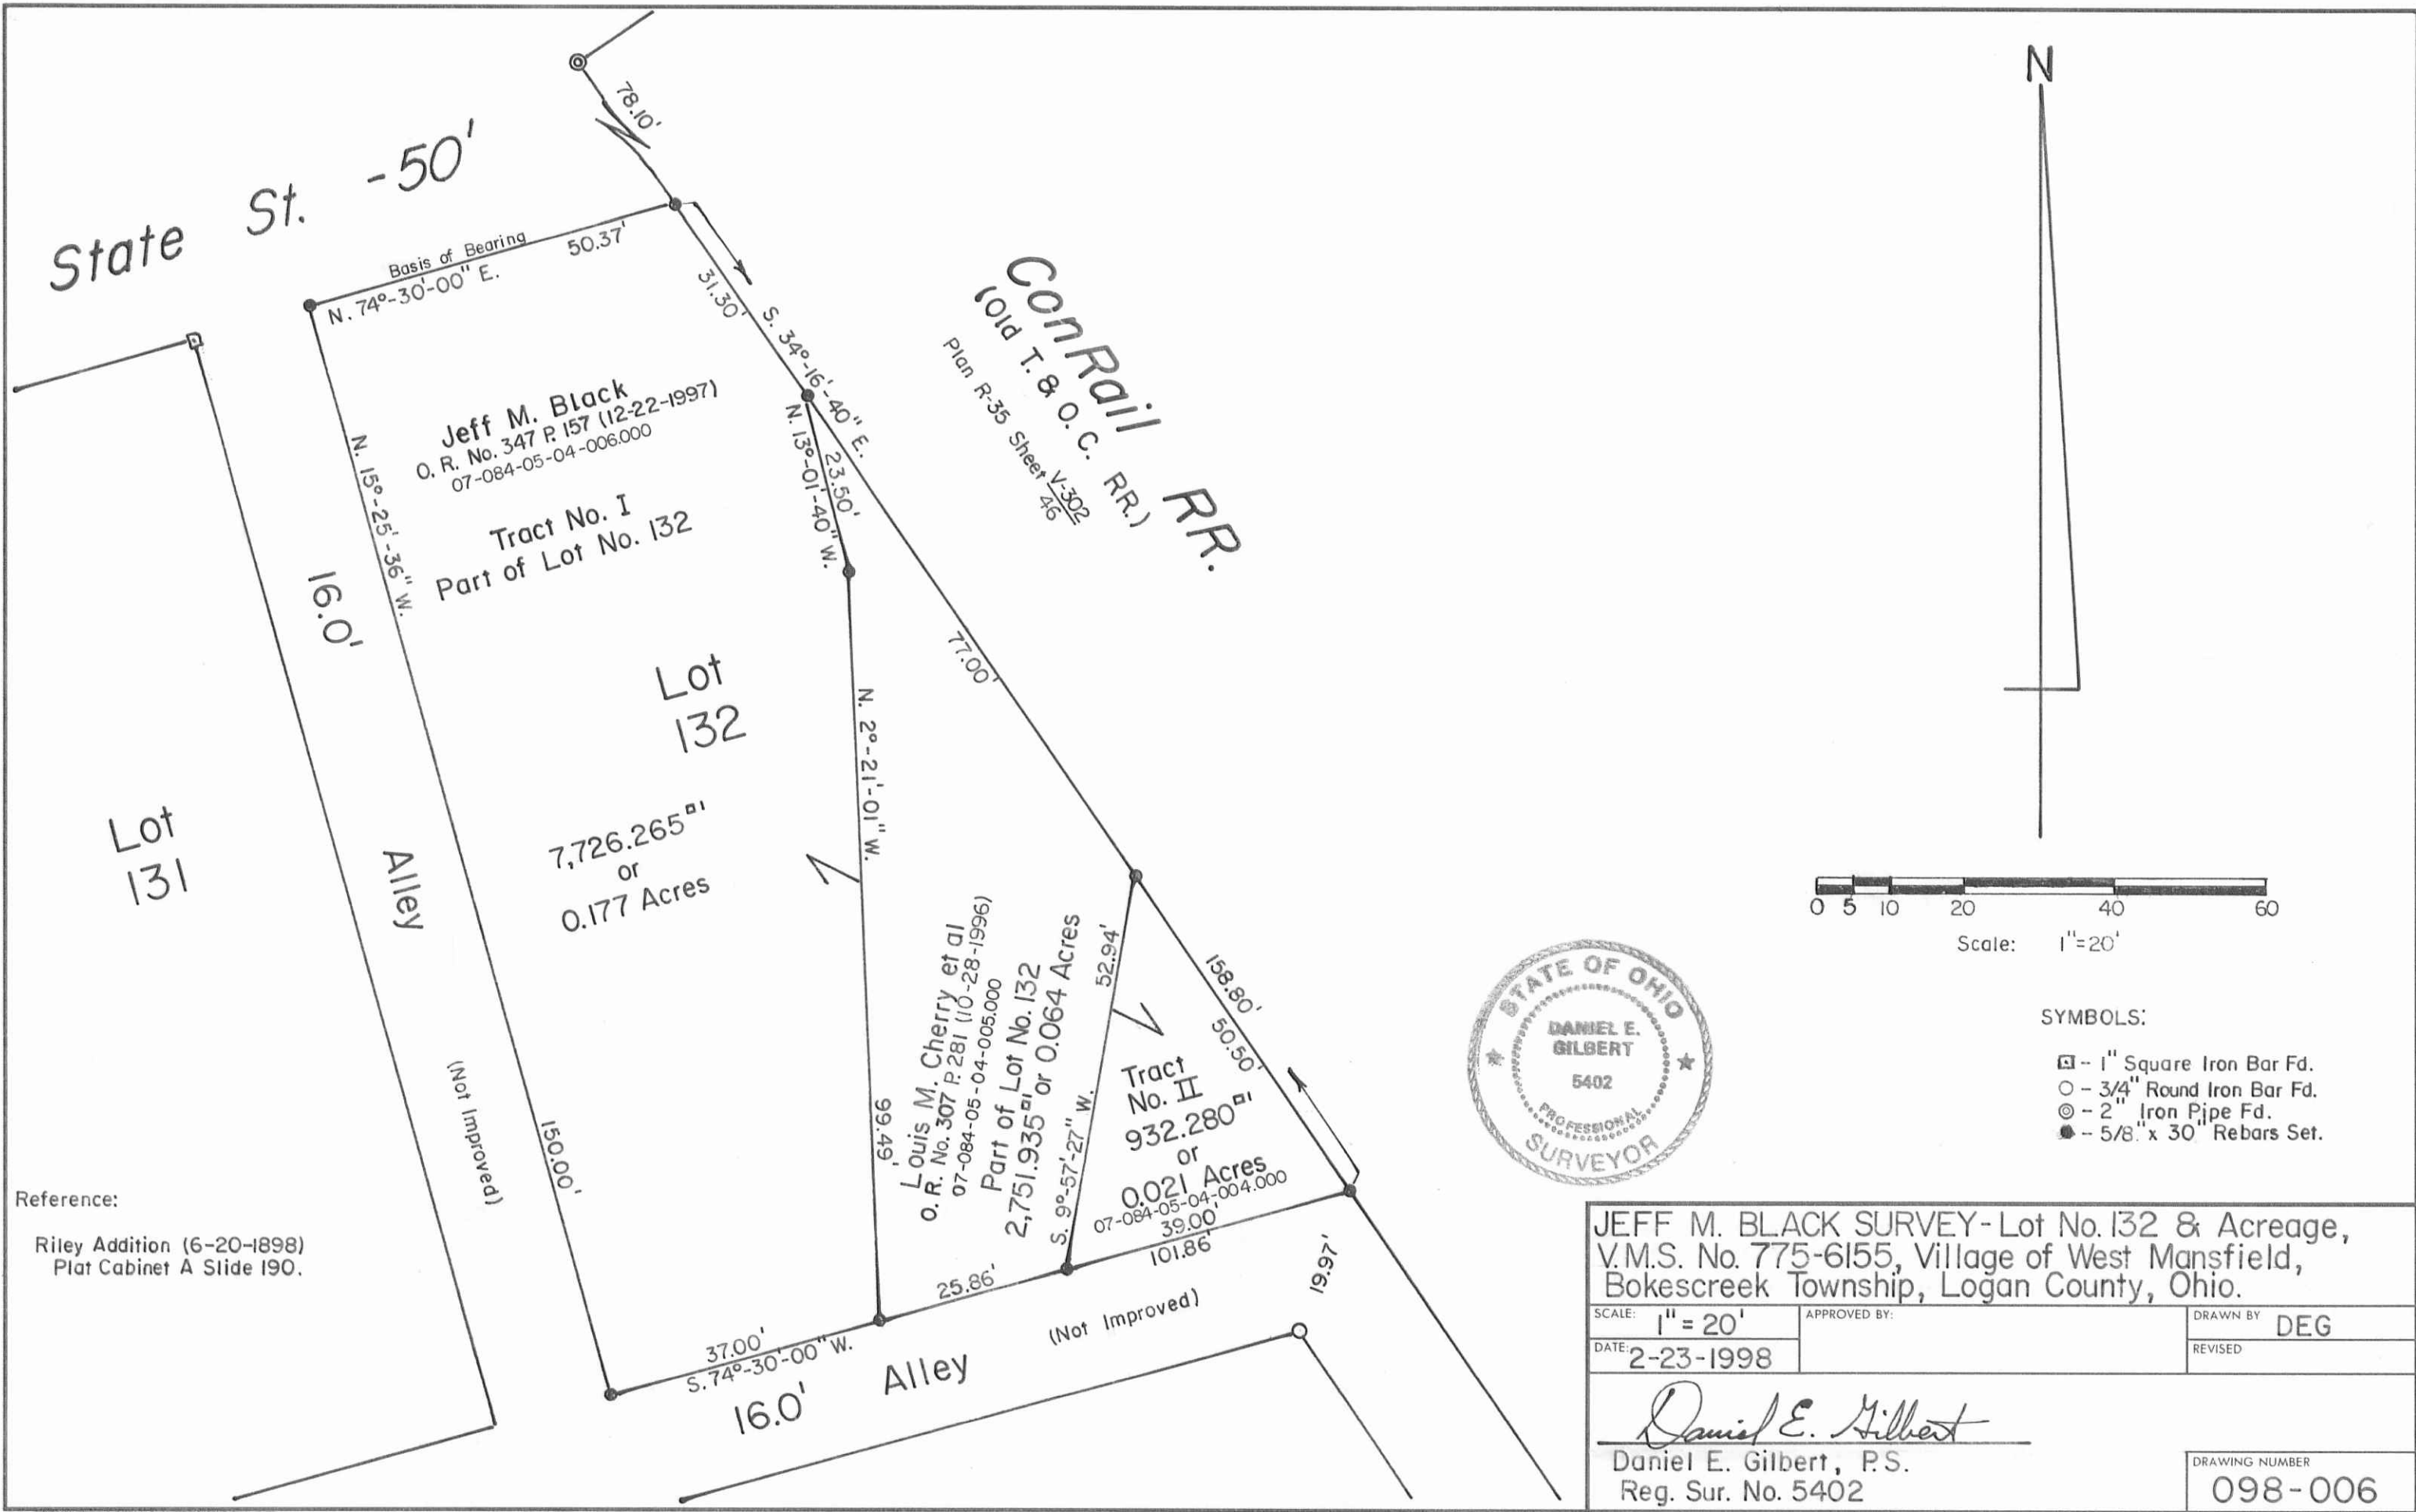 State St. -50'
78.10'
Basis of Bearing
50.37'
N. 74°-30'-00" E.
31.30'
S. 34°-16'-40" E.
ConRail RR.
(Old T. & O. C. RR.)
Plan R-35 Sheet V-302
46
N
Jeff M. Black
O. R. No. 347 P. 157 (12-22-1997)
07-084-05-04-006.000
Tract No. I
Part of Lot No. 132
N. 13°-01'-40" W.
23.50'
N. 15°-25'-36" W.
16.0'
Alley
(Not Improved)
150.00'
Lot
131
Lot
132
7,726.265 □'
or
0.177 Acres
N. 2°-21'-01" W.
99.49'
77.00'
Louis M. Cherry et al
O. R. No. 307 P. 281 (10-28-1996)
07-084-05-04-005.000
Part of Lot No. 132
2,751.935 □' or 0.064 Acres
52.94'
S. 9°-57'-27" W.
158.80'
50.50'
Tract
No. II
932.280 □'
or
0.021 Acres
07-084-05-04-004.000
39.00'
101.86'
25.86'
37.00'
S. 74°-30'-00" W.
16.0' Alley
(Not Improved)
19.97'
0 5 10 20 40 60
Scale: 1"=20'
STATE OF OHIO
DANIEL E.
GILBERT
5402
PROFESSIONAL
SURVEYOR
SYMBOLS:
⊡ - 1" Square Iron Bar Fd.
○ - 3/4" Round Iron Bar Fd.
◎ - 2" Iron Pipe Fd.
● - 5/8" x 30" Rebars Set.
Reference:
Riley Addition (6-20-1898)
Plat Cabinet A Slide 190.
JEFF M. BLACK SURVEY- Lot No. 132 & Acreage,
V.M.S. No. 775-6155, Village of West Mansfield,
Bokescreek Township, Logan County, Ohio.
SCALE: 1" = 20'
APPROVED BY:
DRAWN BY DEG
DATE: 2-23-1998
REVISED
Daniel E. Gilbert
Daniel E. Gilbert, P.S.
Reg. Sur. No. 5402
DRAWING NUMBER
098-006